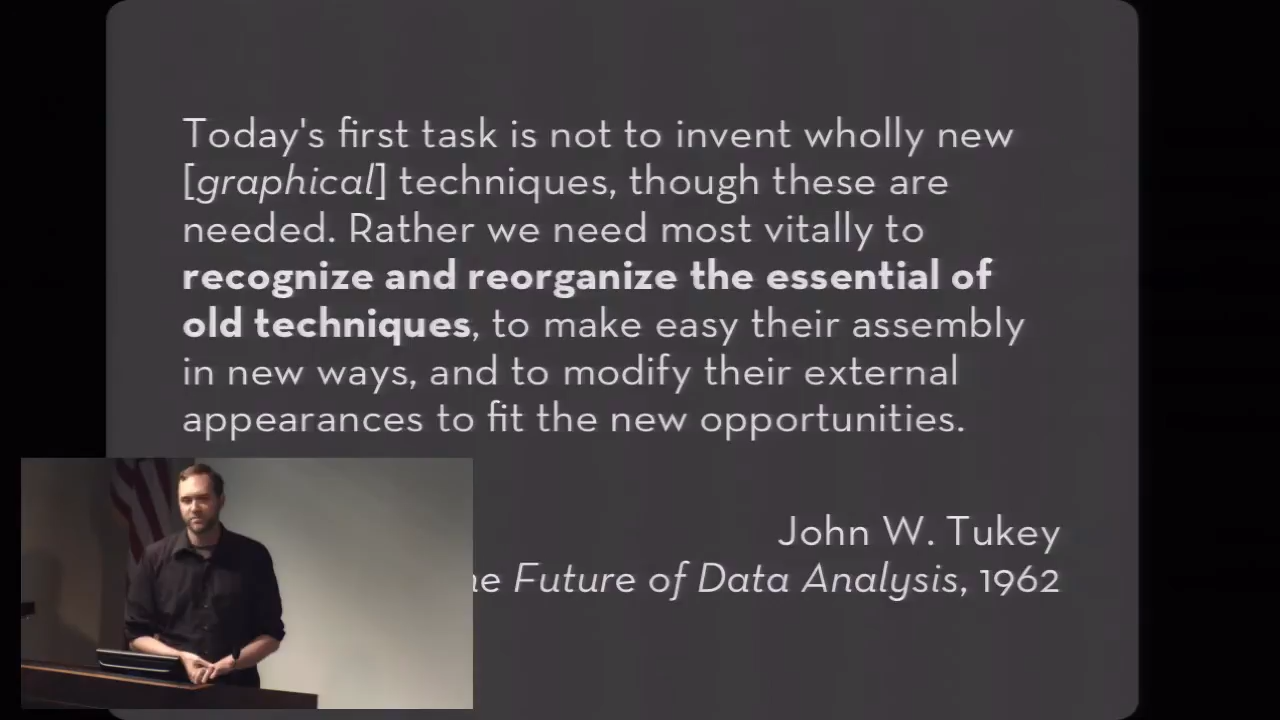 Today's first task is not to invent wholly new
[graphical] techniques, though these are
needed. Rather we need most vitally to
recognize and reorganize the essential of
old techniques, to make easy their assembly
in new ways, and to modify their external
appearances to fit the new opportunities.
John W. Tukey
Future of Data Analysis, 1962